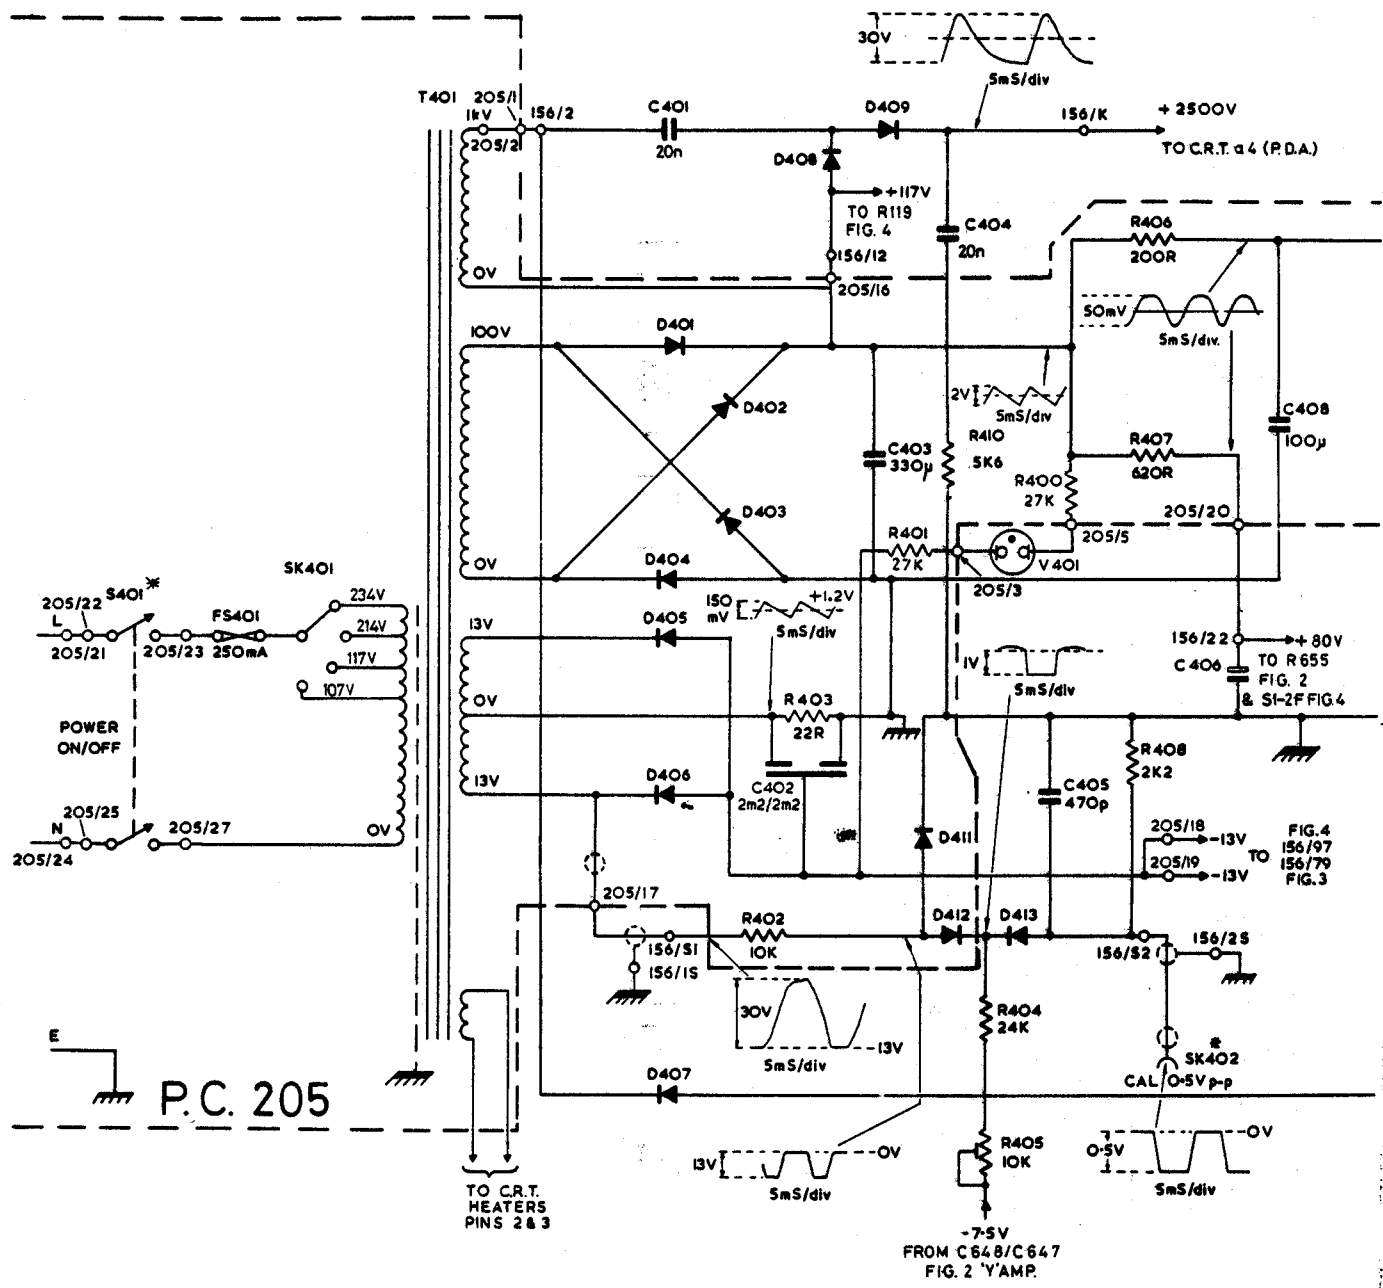 30V
5mS/div
T401
205/1
156/2
1kV
205/2
C401
20n
D409
156/K
+ 2500V
TO C.R.T. a4 (P.D.A.)
D408
+117V
TO R119
FIG. 4
C404
20n
R406
200R
0V
156/12
205/16
50mV
5mS/div.
100V
D401
D402
2V
5mS/div
C408
100μ
C403
330μ
R410
5K6
R407
620R
R400
27K
D403
205/20
205/5
R401
27K
V401
0V
D404
205/3
S401*
SK401
234V
205/22
L
FS401
214V
205/21
205/23
250mA
117V
107V
13V
D405
150
mV
+1.2V
5mS/div
1V
5mS/div
156/22
+ 80V
C406
TO R655
FIG. 2
& S1-2F FIG.4
0V
R403
22R
POWER
ON/OFF
R408
2K2
13V
D406
C402
2m2/2m2
C405
470p
205/25
N
205/27
0V
205/24
D411
205/18
-13V
205/19
-13V
TO
FIG.4
156/97
156/79
FIG.3
205/17
R402
10K
D412
D413
156/S1
156/1S
156/S2
156/2S
30V
-13V
5mS/div
R404
24K
E
P.C. 205
D407
*
SK402
CAL 0·5V p-p
13V
0V
5mS/div
R405
10K
0·5V
0V
5mS/div
TO C.R.T.
HEATERS
PINS 2 & 3
-7·5V
FROM C648/C647
FIG. 2 'Y' AMP.